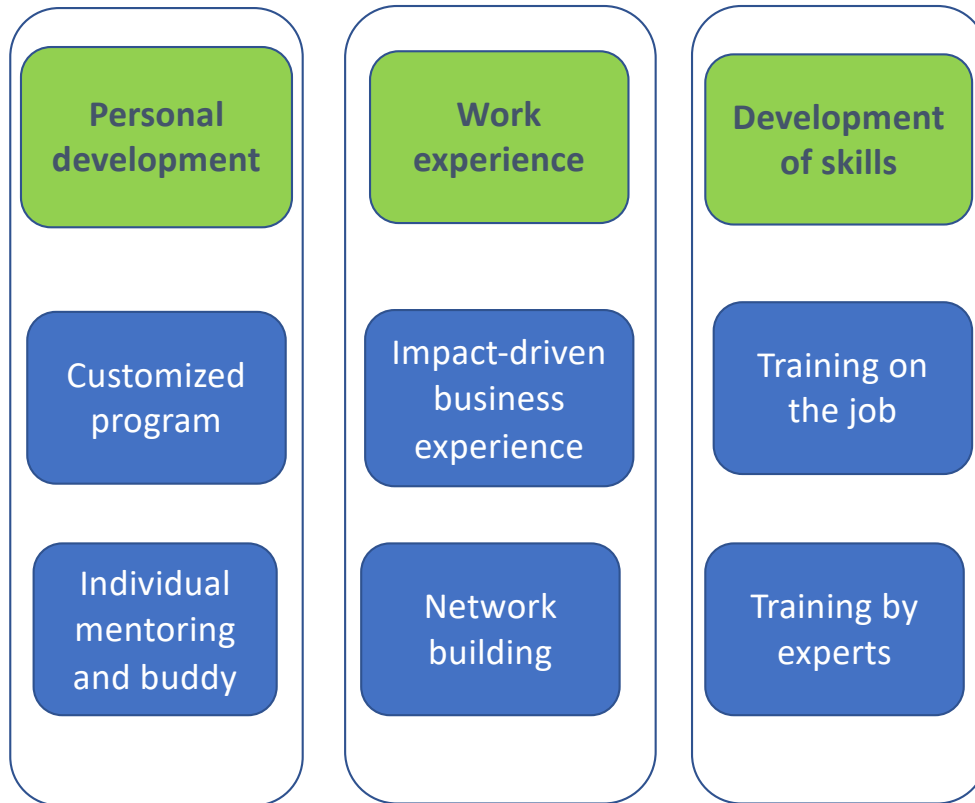 Personal
development
Customized
program
Individual
mentoring
and buddy
Work
experience
Impact-driven
business
experience
Network
building
Development
of skills
Training on
the job
Training by
experts